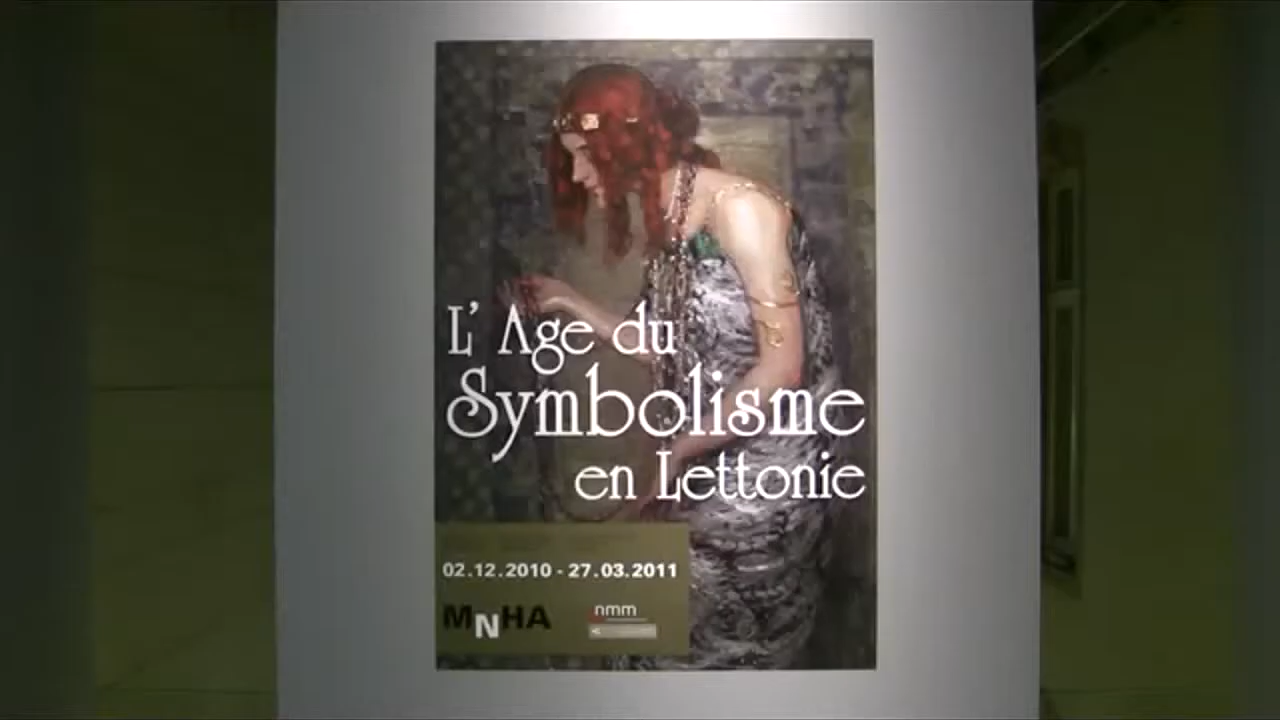 L' Age du
Symbolisme
en Lettonie
02.12.2010 - 27.03.2011
MNHA
nmm